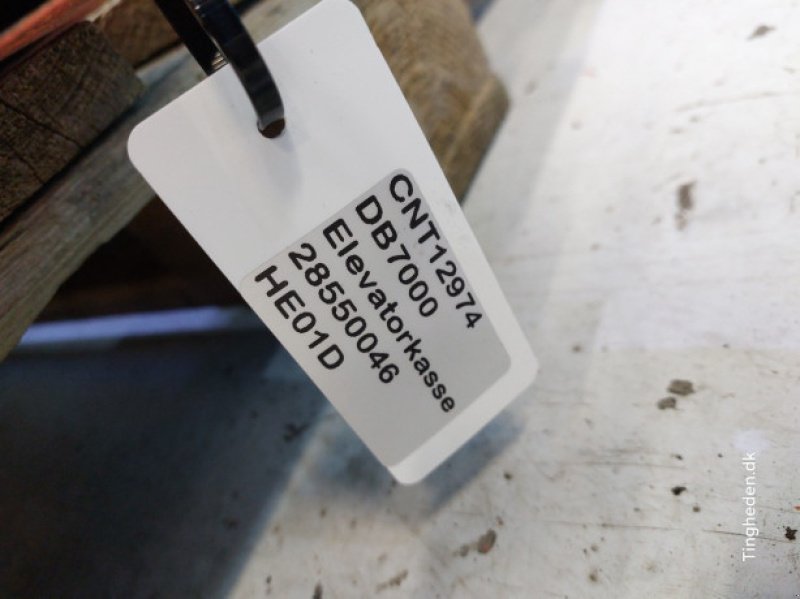 CNT12974
DB7000
Elevatorkasse
28550046
HE01D
Tingheden.dk